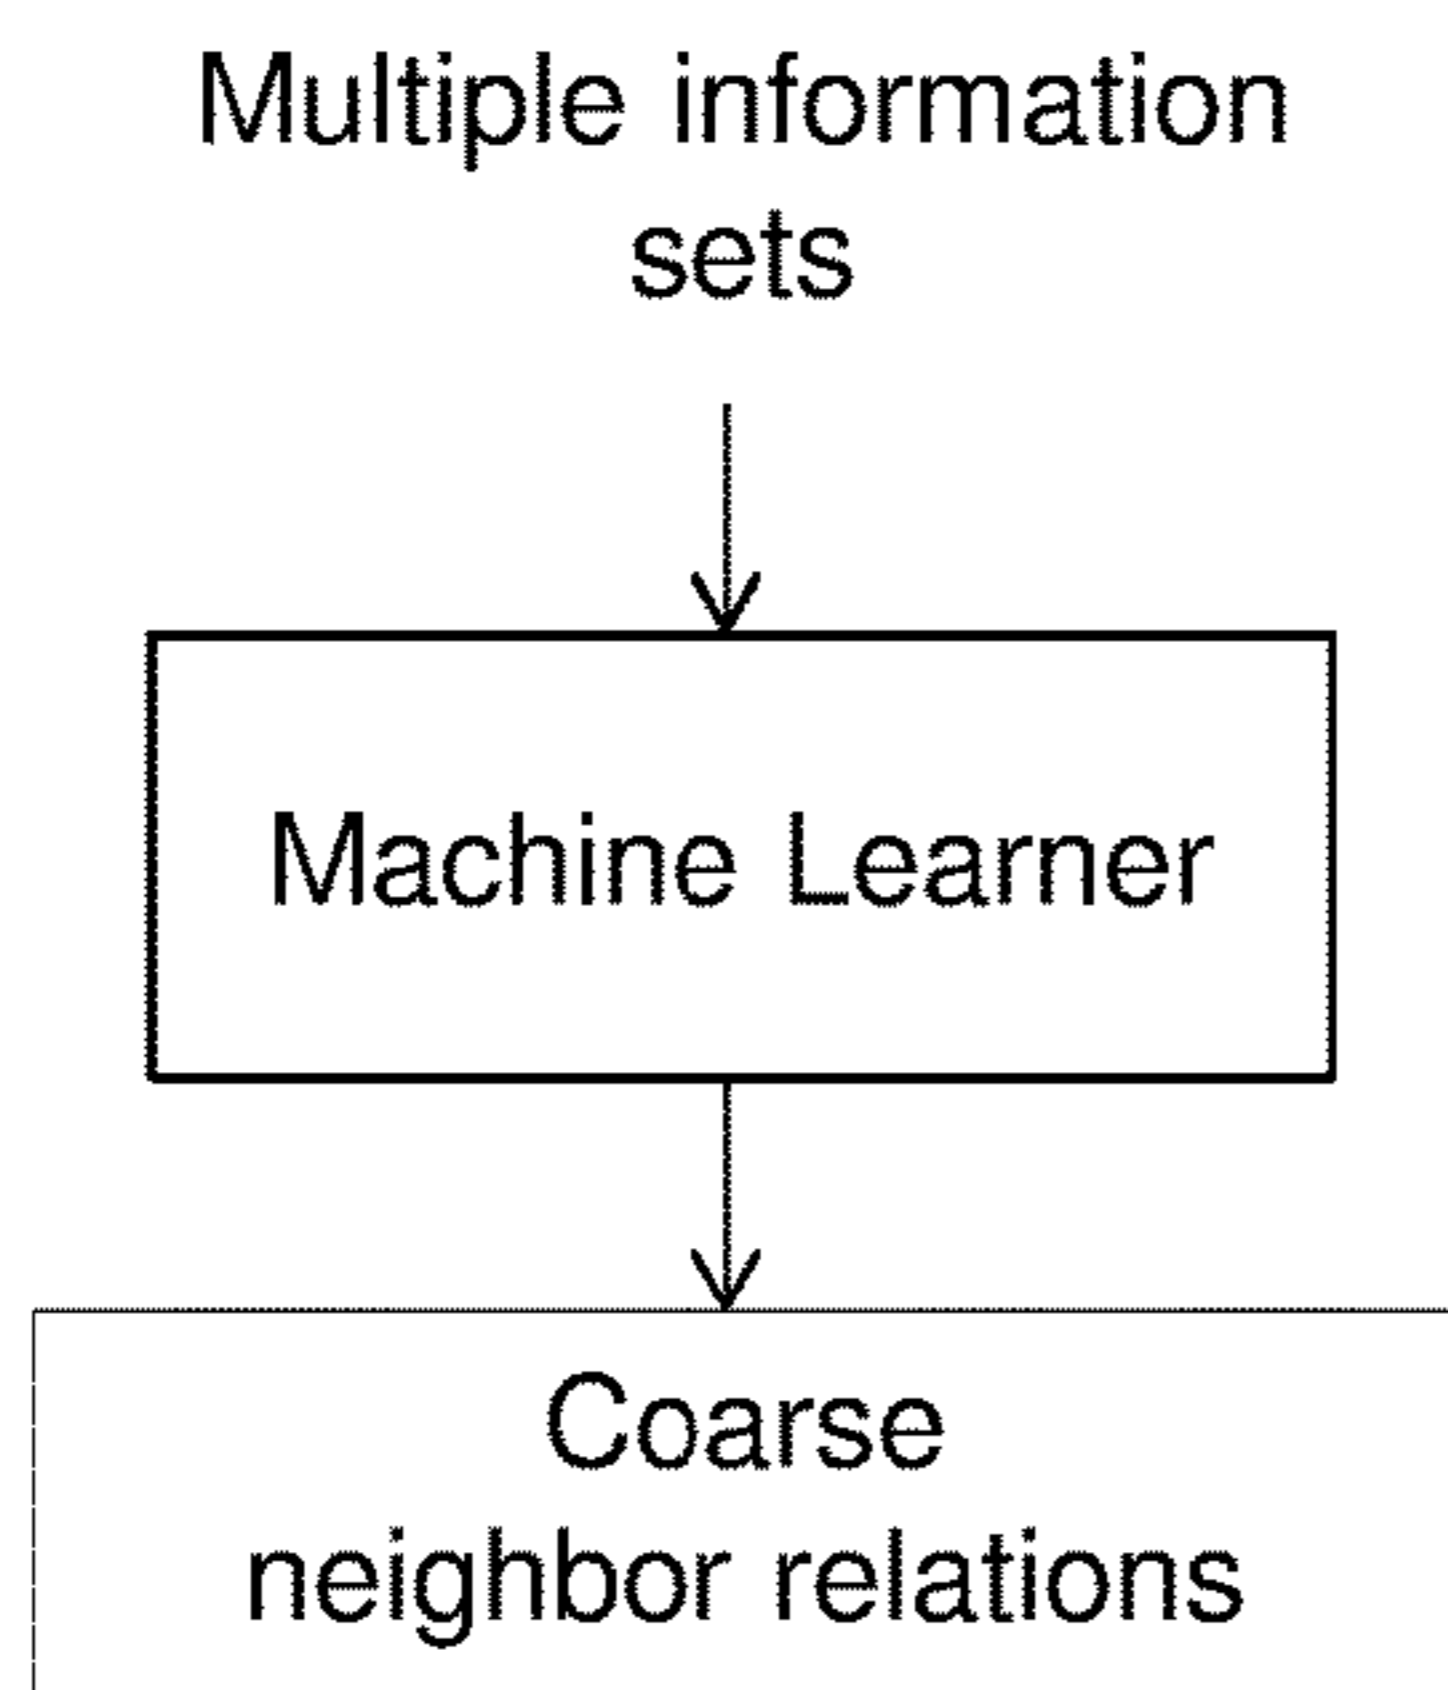 Multiple information
sets
Machine Learner
Coarse
neighbor relations